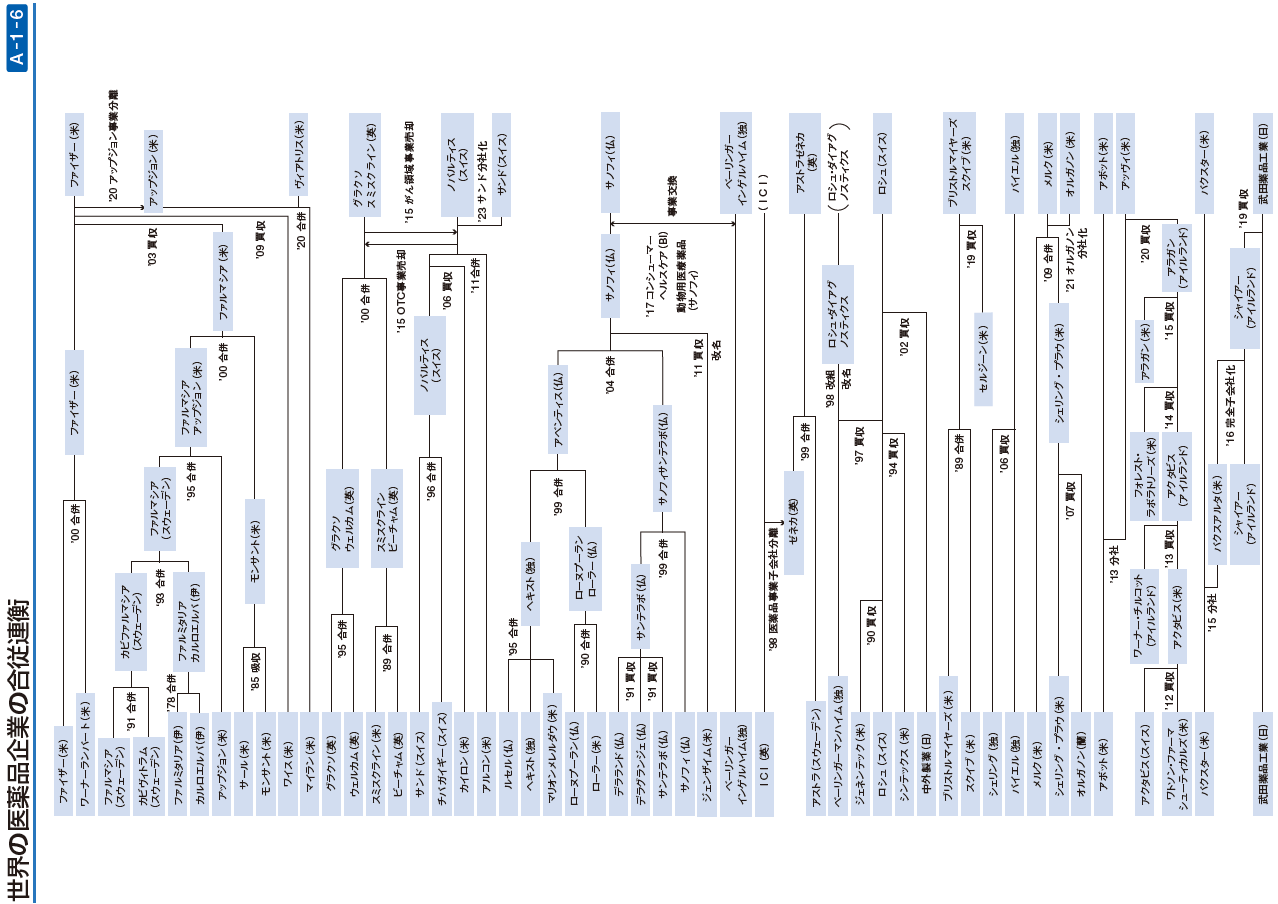 世界の医薬品企業の合従連衡
A-1-6
ファイザー(米)
ワーナーランバート(米)
ファルマシア
(スウェーデン)
カビヴィトラム
(スウェーデン)
ファルミタリア(伊)
カルロエルバ(伊)
アップジョン(米)
サール(米)
モンサント(米)
ワイス(米)
マイラン(米)
グラクソ(英)
ウェルカム(英)
スミスクライン(米)
ビーチャム(英)
サンド(スイス)
チバガイギー(スイス)
カイロン(米)
アルコン(米)
ルセル(仏)
ヘキスト(独)
マリオンメレルダウ(米)
ローヌプーラン(仏)
ローラー(米)
デラランド(仏)
デラグランジェ(仏)
サンテラボ(仏)
サノフィ(仏)
ジェンザイム(米)
ベーリンガー
インゲルハイム(独)
ICI(英)
アストラ(スウェーデン)
ベーリンガーマンハイム(独)
ジェネンテック(米)
ロシュ(スイス)
シンテックス(米)
中外製薬(日)
ブリストルマイヤーズ(米)
スクイブ(米)
シェリング(独)
バイエル(独)
メルク(米)
シェリング・プラウ(米)
オルガノン(蘭)
アボット(米)
アクタビス(スイス)
ワトソン・ファーマ
シューティカルズ(米)
バクスター(米)
武田薬品工業(日)
'00 合併
'91 合併
カビファルマシア
(スウェーデン)
'78 合併
ファルミタリア
カルロエルバ(伊)
'93 合併
ファルマシア
(スウェーデン)
'95 合併
'85 吸収
モンサント(米)
ファイザー(米)
ファルマシア
アップジョン(米)
'00 合併
ファルマシア(米)
'03 買収
'09 買収
'20 合併
'20 アップジョン事業分離
ファイザー(米)
アップジョン(米)
ヴィアトリス(米)
'95 合併
グラクソ
ウェルカム(英)
'89 合併
スミスクライン
ビーチャム(英)
'00 合併
'15 OTC事業売却
'15 がん領域事業売却
グラクソ
スミスクライン(英)
'96 合併
ノバルティス
(スイス)
'06 買収
'11合併
'23 サンド分社化
ノバルティス
(スイス)
サンド(スイス)
'95 合併
ヘキスト(独)
'90 合併
ローヌプーラン
ローラー(仏)
'99 合併
アベンティス(仏)
'91 買収
'91 買収
サンテラボ(仏)
'99 合併
サノフィサンテラボ(仏)
'04 合併
'11 買収
改名
サノフィ(仏)
'17 コンシューマー
ヘルスケア(BI)
動物用医療薬品
(サノフィ)
事業交換
サノフィ(仏)
ベーリンガー
インゲルハイム(独)
(ICI)
'98 医薬品事業子会社分離
ゼネカ(英)
'99 合併
アストラゼネカ
(英)
'97 買収
'98 改組
改名
ロシュ・ダイアグ
ノスティクス
(ロシュ・ダイアグ
ノスティクス)
'90 買収
'94 買収
'02 買収
ロシュ(スイス)
'89 合併
セルジーン(米)
'19 買収
ブリストルマイヤーズ
スクイブ(米)
'06 買収
バイエル(独)
'07 買収
シェリング・プラウ(米)
'09 合併
'21 オルガノン
分社化
メルク(米)
オルガノン(米)
'13 分社
アボット(米)
アッヴィ(米)
'12 買収
ワーナー・チルコット
(アイルランド)
アクタビス(米)
'13 買収
フォレスト・
ラボラトリーズ(米)
アクタビス
(アイルランド)
'14 買収
アラガン(米)
'15 買収
アラガン
(アイルランド)
'20 買収
'15 分社
バクスアルタ(米)
シャイアー
(アイルランド)
'16 完全子会社化
シャイアー
(アイルランド)
'19 買収
バクスター(米)
武田薬品工業(日)